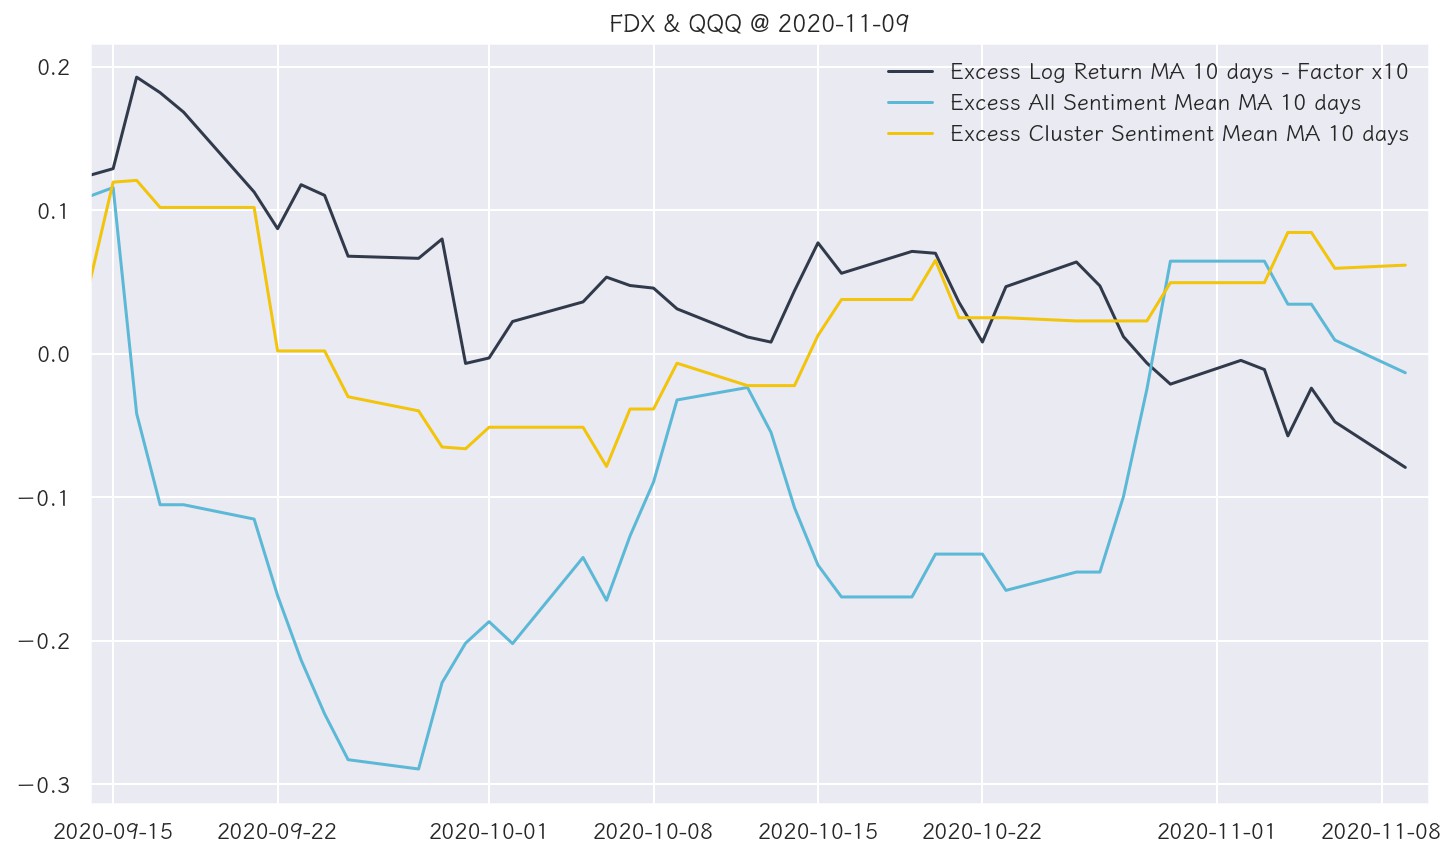 FDX & QQQ @ 2020-11-09
Excess Log Return MA 10 days - Factor x10
Excess All Sentiment Mean MA 10 days
Excess Cluster Sentiment Mean MA 10 days
0.2
0.1
0.0
−0.1
−0.2
−0.3
2020-09-15 2020-09-22 2020-10-01 2020-10-08 2020-10-15 2020-10-22 2020-11-01 2020-11-08